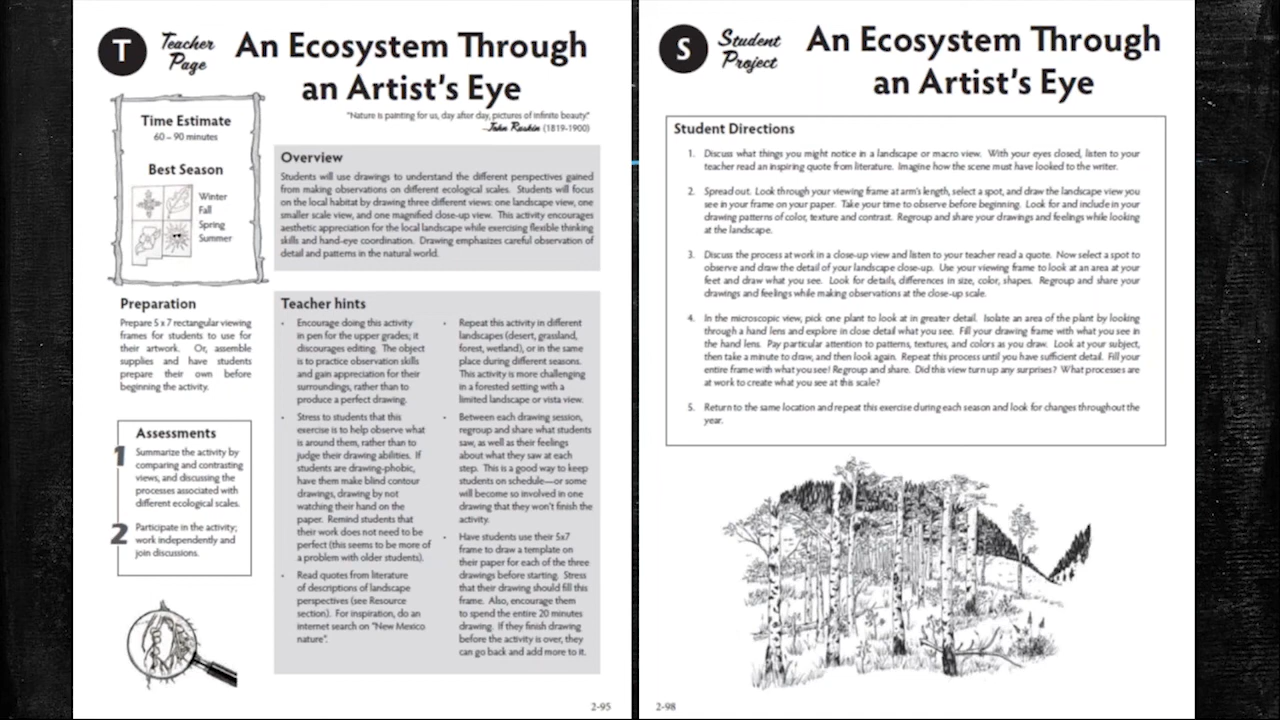 T
Teacher
Page
An Ecosystem Through
an Artist's Eye
"Nature is painting for us, day after day, pictures of infinite beauty."
–John Ruskin (1819-1900)
Time Estimate
60 – 90 minutes
Best Season
Winter
Fall
Spring
Summer
Preparation
Prepare 5 x 7 rectangular viewing
frames for students to use for
their artwork. Or, assemble
supplies and have students
prepare their own before
beginning the activity.
Assessments
1
Summarize the activity by
comparing and contrasting
views, and discussing the
processes associated with
different ecological scales.
2
Participate in the activity;
work independently and
join discussions.
Overview
Students will use drawings to understand the different perspectives gained
from making observations on different ecological scales. Students will focus
on the local habitat by drawing three different views: one landscape view, one
smaller scale view, and one magnified close-up view. This activity encourages
aesthetic appreciation for the local landscape while exercising flexible thinking
skills and hand-eye coordination. Drawing emphasizes careful observation of
detail and patterns in the natural world.
Teacher hints
• Encourage doing this activity
in pen for the upper grades; it
discourages editing. The object
is to practice observation skills
and gain appreciation for their
surroundings, rather than to
produce a perfect drawing.
• Stress to students that this
exercise is to help observe what
is around them, rather than to
judge their drawing abilities. If
students are drawing-phobic,
have them make blind contour
drawings, drawing by not
watching their hand on the
paper. Remind students that
their work does not need to be
perfect (this seems to be more of
a problem with older students).
• Read quotes from literature
of descriptions of landscape
perspectives (see Resource
section). For inspiration, do an
internet search on "New Mexico
nature".
• Repeat this activity in different
landscapes (desert, grassland,
forest, wetland), or in the same
place during different seasons.
This activity is more challenging
in a forested setting with a
limited landscape or vista view.
• Between each drawing session,
regroup and share what students
saw, as well as their feelings
about what they saw at each
step. This is a good way to keep
students on schedule—or some
will become so involved in one
drawing that they won't finish the
activity.
• Have students use their 5x7
frame to draw a template on
their paper for each of the three
drawings before starting. Stress
that their drawing should fill this
frame. Also, encourage them
to spend the entire 20 minutes
drawing. If they finish drawing
before the activity is over, they
can go back and add more to it.
2-95
S
Student
Project
An Ecosystem Through
an Artist's Eye
Student Directions
1. Discuss what things you might notice in a landscape or macro view. With your eyes closed, listen to your
teacher read an inspiring quote from literature. Imagine how the scene must have looked to the writer.
2. Spread out. Look through your viewing frame at arm's length, select a spot, and draw the landscape view you
see in your frame on your paper. Take your time to observe before beginning. Look for and include in your
drawing patterns of color, texture and contrast. Regroup and share your drawings and feelings while looking
at the landscape.
3. Discuss the process at work in a close-up view and listen to your teacher read a quote. Now select a spot to
observe and draw the detail of your landscape close-up. Use your viewing frame to look at an area at your
feet and draw what you see. Look for details, differences in size, color, shapes. Regroup and share your
drawings and feelings while making observations at the close-up scale.
4. In the microscopic view, pick one plant to look at in greater detail. Isolate an area of the plant by looking
through a hand lens and explore in close detail what you see. Fill your drawing frame with what you see in
the hand lens. Pay particular attention to patterns, textures, and colors as you draw. Look at your subject,
then take a minute to draw, and then look again. Repeat this process until you have sufficient detail. Fill your
entire frame with what you see! Regroup and share. Did this view turn up any surprises? What processes are
at work to create what you see at this scale?
5. Return to the same location and repeat this exercise during each season and look for changes throughout the
year.
2-98